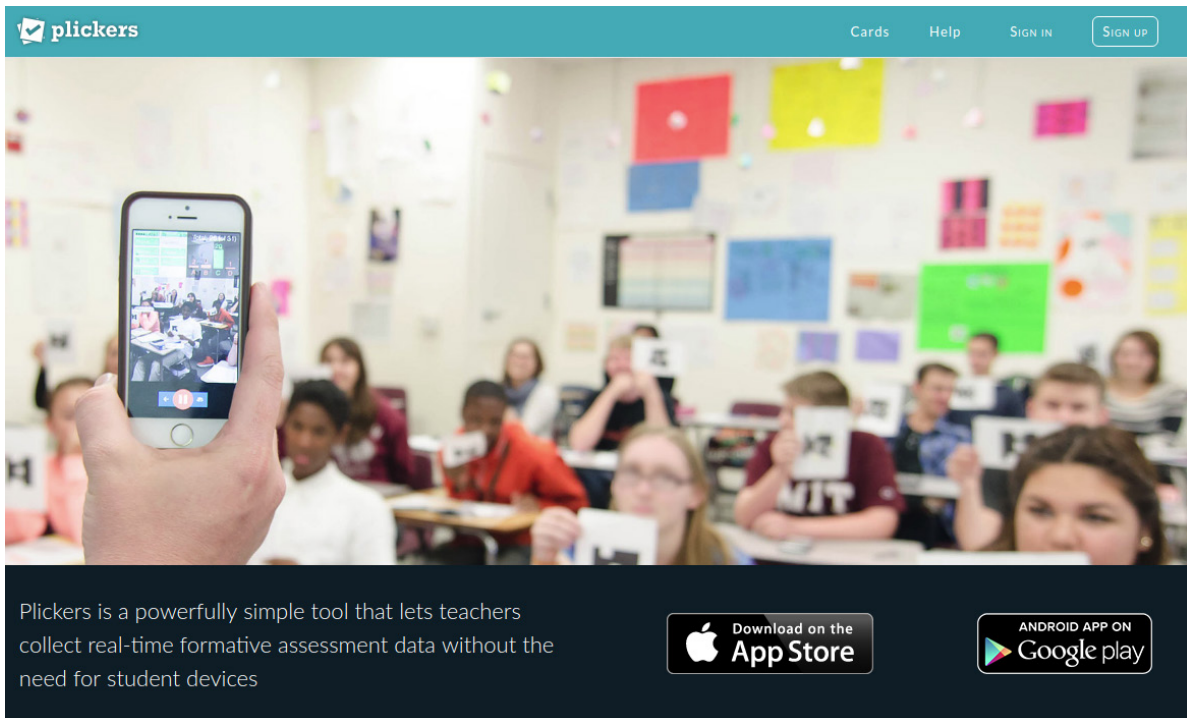 plickers
Cards Help SIGN IN SIGN UP
MIT
Plickers is a powerfully simple tool that lets teachers
collect real-time formative assessment data without the
need for student devices
Download on the
App Store
ANDROID APP ON
Google play